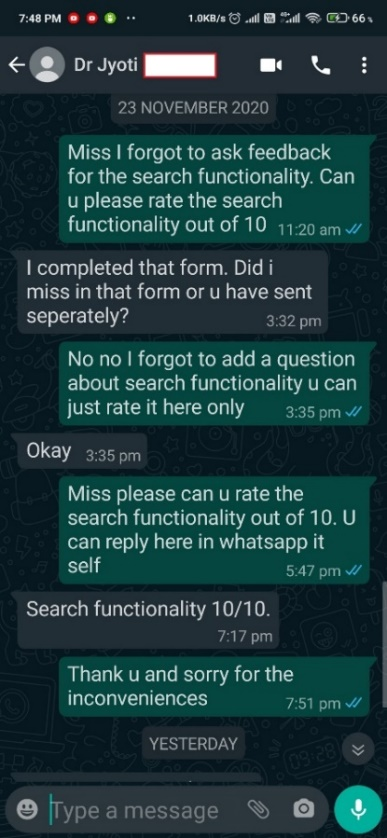 7:48 PM
1.0KB/s
66
Dr Jyoti
23 NOVEMBER 2020
Miss I forgot to ask feedback
for the search functionality. Can
u please rate the search
functionality out of 10 11:20 am
I completed that form. Did i
miss in that form or u have sent
seperately?
3:32 pm
No no I forgot to add a question
about search functionality u can
just rate it here only 3:35 pm
Okay 3:35 pm
Miss please can u rate the
search functionality out of 10. U
can reply here in whatsapp it
self 5:47 pm
Search functionality 10/10.
7:17 pm
Thank u and sorry for the
inconveniences 7:51 pm
YESTERDAY
Type a message